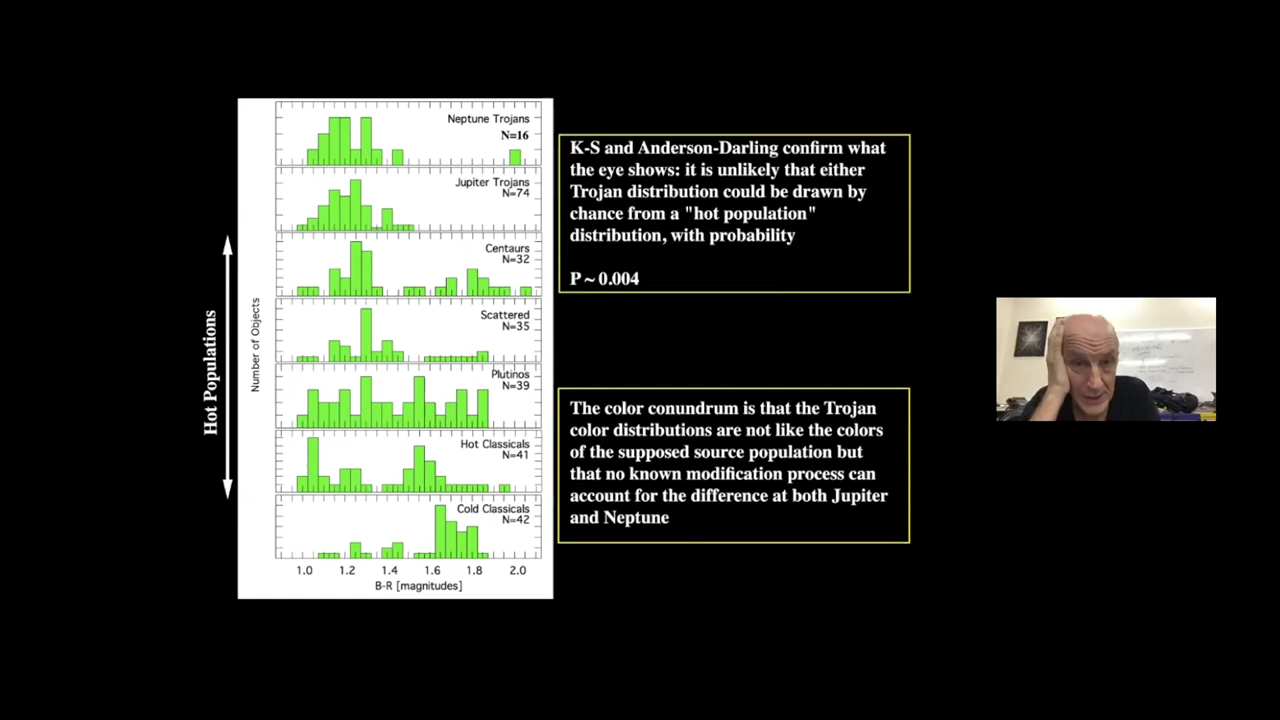 Neptune Trojans
N=16
Jupiter Trojans
N=74
Centaurs
N=32
Scattered
N=35
Plutinos
N=39
Hot Classicals
N=41
Cold Classicals
N=42
Hot Populations
Number of Objects
1.0 1.2 1.4 1.6 1.8 2.0
B-R [magnitudes]
K-S and Anderson-Darling confirm what
the eye shows: it is unlikely that either
Trojan distribution could be drawn by
chance from a "hot population"
distribution, with probability
P ~ 0.004
The color conundrum is that the Trojan
color distributions are not like the colors
of the supposed source population but
that no known modification process can
account for the difference at both Jupiter
and Neptune